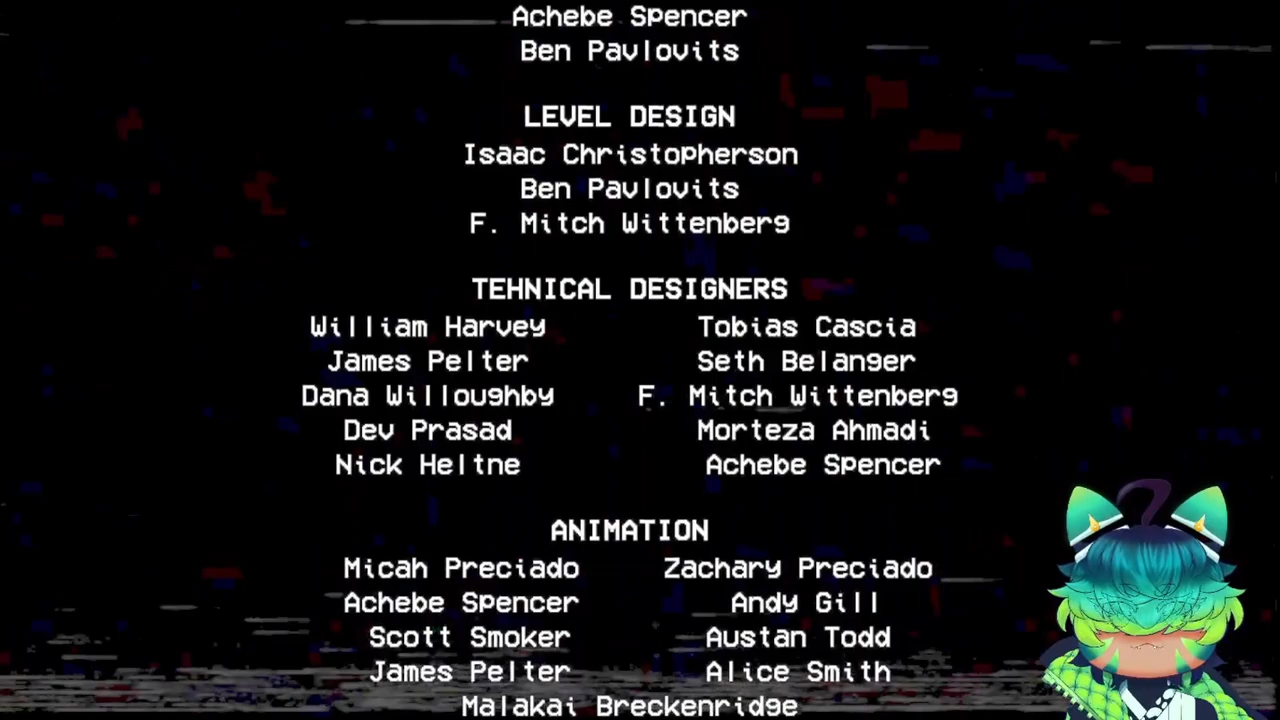 Achebe Spencer
Ben Pavlovits
LEVEL DESIGN
Isaac Christopherson
Ben Pavlovits
F. Mitch Wittenberg
TEHNICAL DESIGNERS
William Harvey Tobias Cascia
James Pelter Seth Belanger
Dana Willoughby F. Mitch Wittenberg
Dev Prasad Morteza Ahmadi
Nick Heltne Achebe Spencer
ANIMATION
Micah Preciado Zachary Preciado
Achebe Spencer Andy Gill
Scott Smoker Austan Todd
James Pelter Alice Smith
Malakai Breckenridge